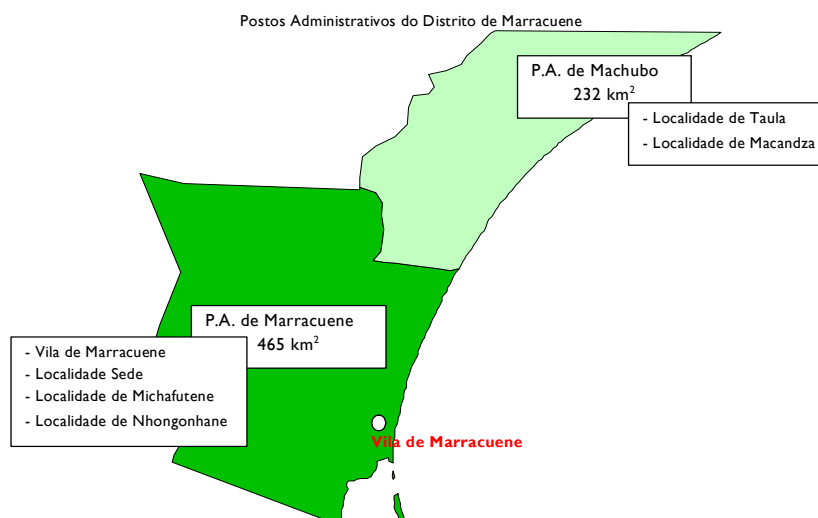 Postos Administrativos do Distrito de Marracuene
P.A. de Machubo
232 km²
- Localidade de Taula
- Localidade de Macandza
P.A. de Marracuene
465 km²
- Vila de Marracuene
- Localidade Sede
- Localidade de Michafutene
- Localidade de Nhongonhane
Vila de Marracuene